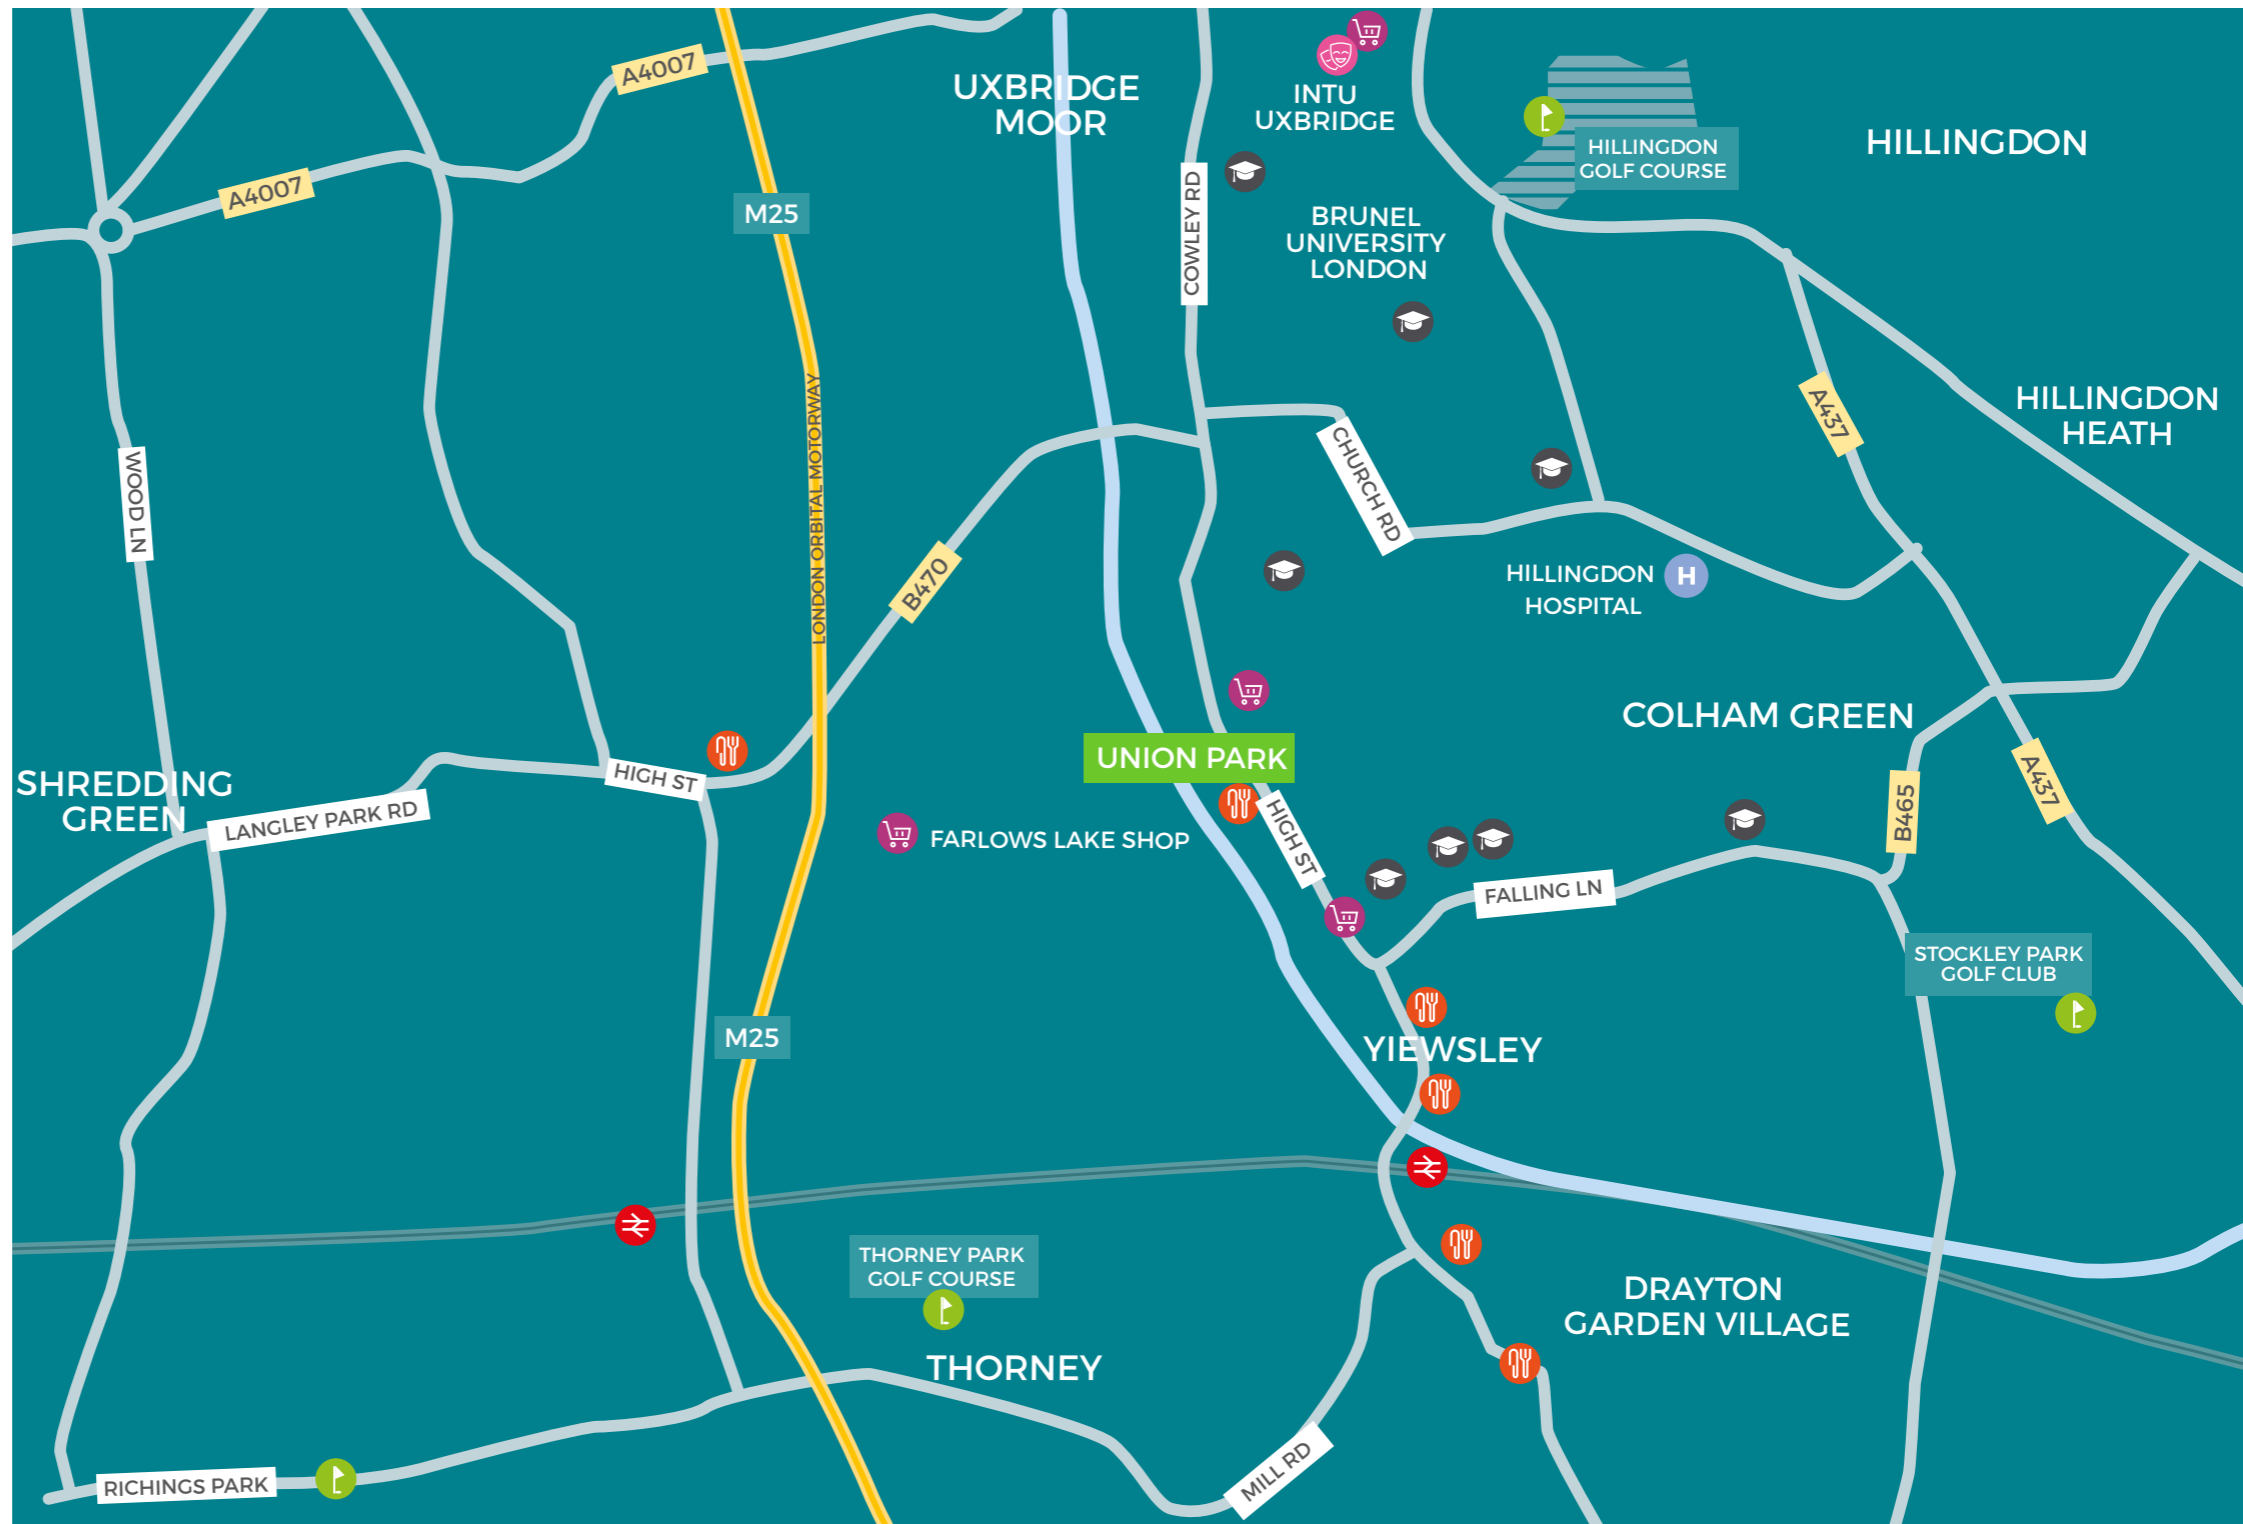 A4007
UXBRIDGE
MOOR
INTU
UXBRIDGE
HILLINGDON
GOLF COURSE
HILLINGDON
A4007
M25
COWLEY RD
BRUNEL
UNIVERSITY
LONDON
HILLINGDON
HEATH
A437
WOOD LN
LONDON ORBITAL MOTORWAY
CHURCH RD
B470
HILLINGDON
HOSPITAL
H
COLHAM GREEN
UNION PARK
SHREDDING
GREEN
HIGH ST
LANGLEY PARK RD
FARLOWS LAKE SHOP
HIGH ST
A437
B465
FALLING LN
STOCKLEY PARK
GOLF CLUB
M25
YIEWSLEY
THORNEY PARK
GOLF COURSE
DRAYTON
GARDEN VILLAGE
THORNEY
RICHINGS PARK
MILL RD